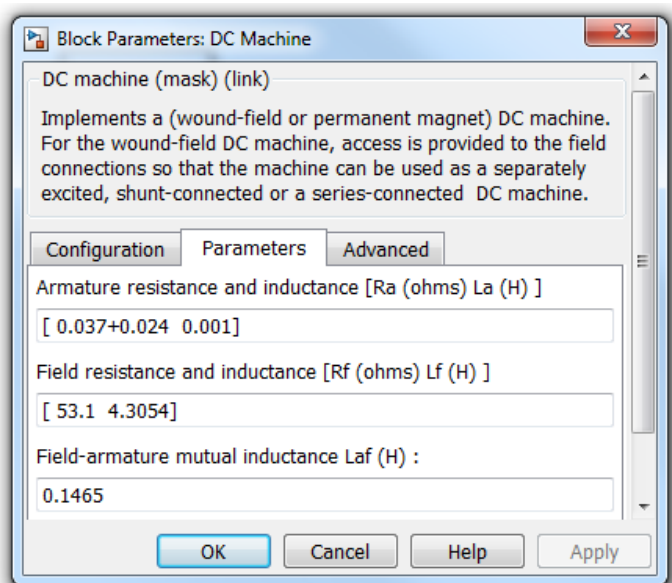 Block Parameters: DC Machine
DC machine (mask) (link)
Implements a (wound-field or permanent magnet) DC machine.
For the wound-field DC machine, access is provided to the field
connections so that the machine can be used as a separately
excited, shunt-connected or a series-connected DC machine.
Configuration Parameters Advanced
Armature resistance and inductance [Ra (ohms) La (H) ]
[ 0.037+0.024 0.001]
Field resistance and inductance [Rf (ohms) Lf (H) ]
[ 53.1 4.3054]
Field-armature mutual inductance Laf (H) :
0.1465
OK Cancel Help Apply